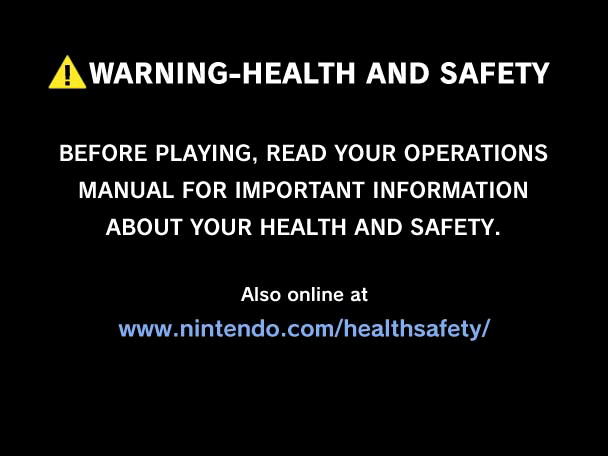 WARNING-HEALTH AND SAFETY
BEFORE PLAYING, READ YOUR OPERATIONS
MANUAL FOR IMPORTANT INFORMATION
ABOUT YOUR HEALTH AND SAFETY.
Also online at
www.nintendo.com/healthsafety/